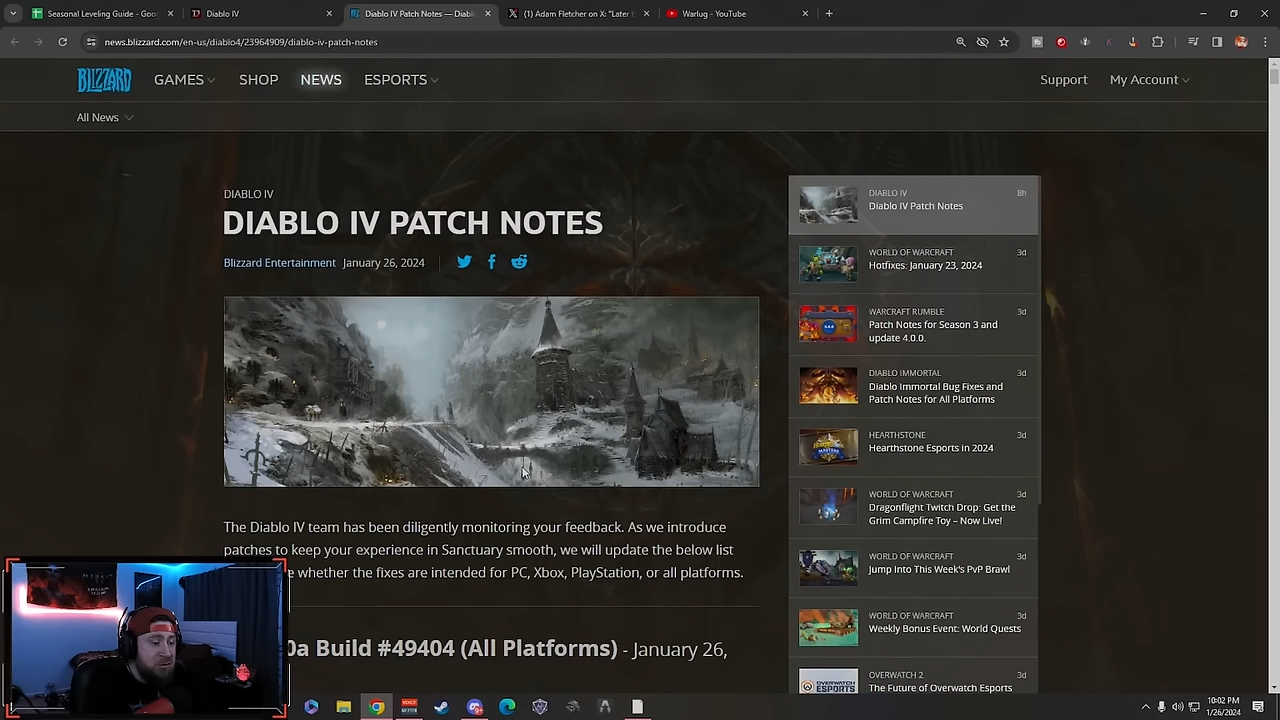 Seasonal Leveling Guide - Goo
Diablo IV
Diablo IV Patch Notes — Diabl
(1) Adam Fletcher on X: "Later t
Warlug - YouTube
news.blizzard.com/en-us/diablo4/23964909/diablo-iv-patch-notes
BLIZZARD
GAMES
SHOP
NEWS
ESPORTS
Support
My Account
All News
DIABLO IV
DIABLO IV PATCH NOTES
Blizzard Entertainment January 26, 2024
The Diablo IV team has been diligently monitoring your feedback. As we introduce
patches to keep your experience in Sanctuary smooth, we will update the below list
whether the fixes are intended for PC, Xbox, PlayStation, or all platforms.
0a Build #49404 (All Platforms) - January 26,
DIABLO IV 8h
Diablo IV Patch Notes
WORLD OF WARCRAFT 3d
Hotfixes: January 23, 2024
WARCRAFT RUMBLE 3d
Patch Notes for Season 3 and
update 4.0.0.
DIABLO IMMORTAL 3d
Diablo Immortal Bug Fixes and
Patch Notes for All Platforms
HEARTHSTONE 3d
Hearthstone Esports in 2024
WORLD OF WARCRAFT 3d
Dragonflight Twitch Drop: Get the
Grim Campfire Toy – Now Live!
WORLD OF WARCRAFT 3d
Jump Into This Week's PvP Brawl
WORLD OF WARCRAFT 3d
Weekly Bonus Event: World Quests
OVERWATCH 2 3d
The Future of Overwatch Esports
OVERWATCH
ESPORTS
10:02 PM
1/26/2024